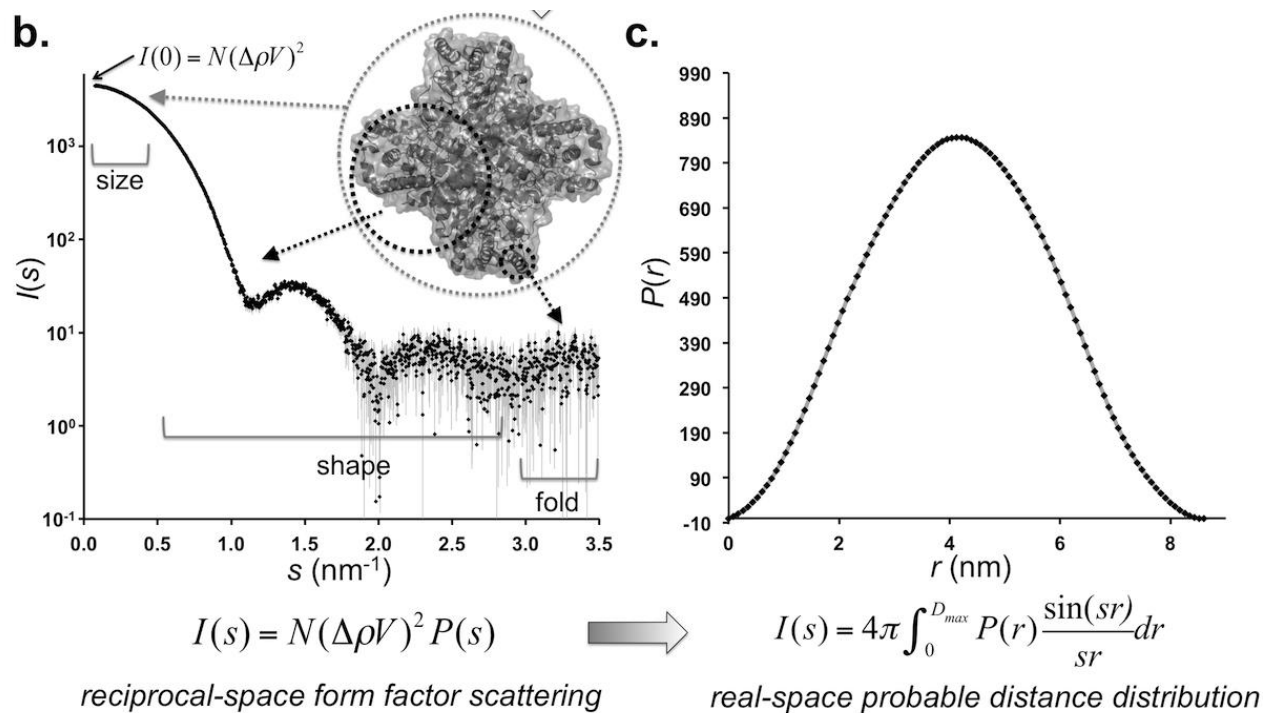 b.
I(0) = N(ΔρV)²
10³
size
10²
I(s)
10¹
10⁰
shape
fold
10⁻¹
0.0 0.5 1.0 1.5 2.0 2.5 3.0 3.5
s (nm⁻¹)
I(s) = N(ΔρV)² P(s)
reciprocal-space form factor scattering
c.
990
890
790
690
590
P(r)
490
390
290
190
90
-10
0 2 4 6 8
r (nm)
I(s) = 4π∫₀^{D_{max}} P(r) sin(sr)/sr dr
real-space probable distance distribution